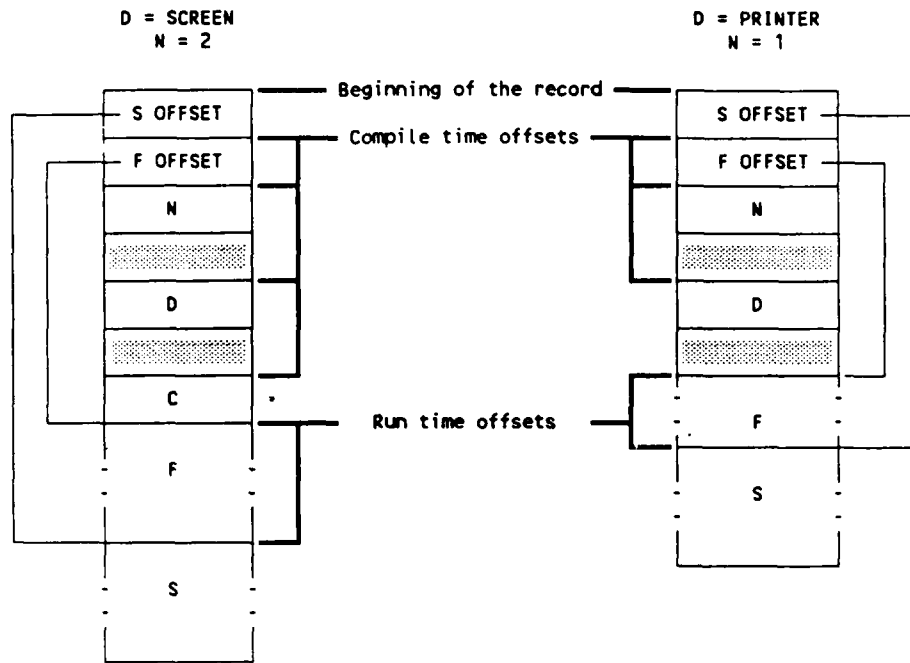 D = SCREEN
N = 2
D = PRINTER
N = 1
Beginning of the record
S OFFSET
S OFFSET
Compile time offsets
F OFFSET
F OFFSET
N
N
D
D
C
Run time offsets
F
F
S
S